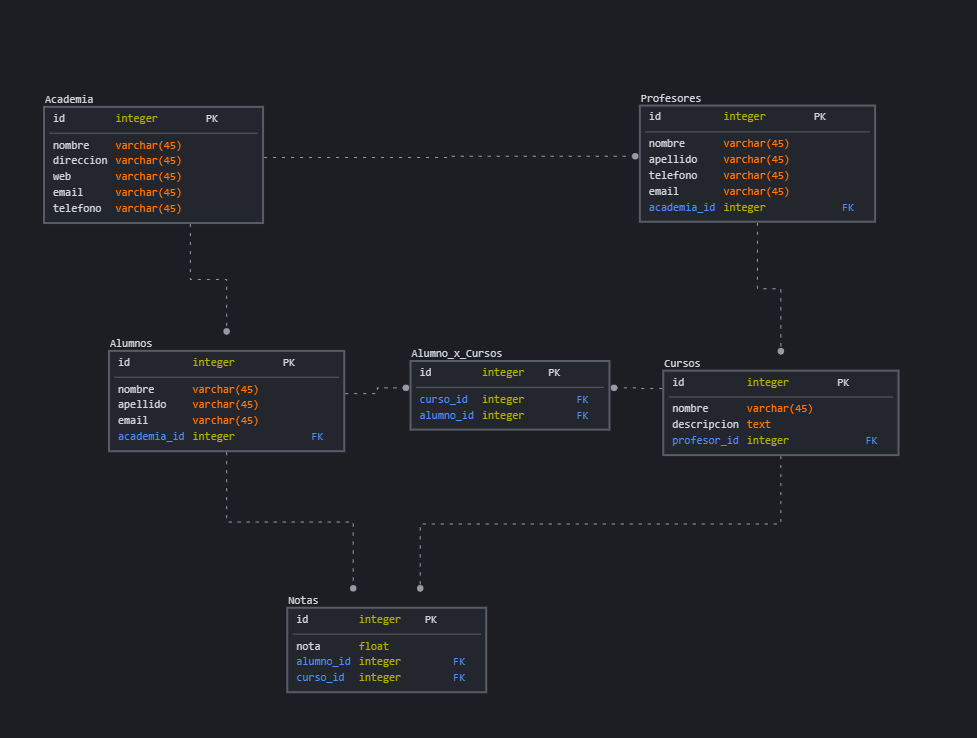 Academia
id integer PK
nombre varchar(45)
direccion varchar(45)
web varchar(45)
email varchar(45)
telefono varchar(45)
Profesores
id integer PK
nombre varchar(45)
apellido varchar(45)
telefono varchar(45)
email varchar(45)
academia_id integer FK
Alumnos
id integer PK
nombre varchar(45)
apellido varchar(45)
email varchar(45)
academia_id integer FK
Alumno_x_Cursos
id integer PK
curso_id integer FK
alumno_id integer FK
Cursos
id integer PK
nombre varchar(45)
descripcion text
profesor_id integer FK
Notas
id integer PK
nota float
alumno_id integer FK
curso_id integer FK